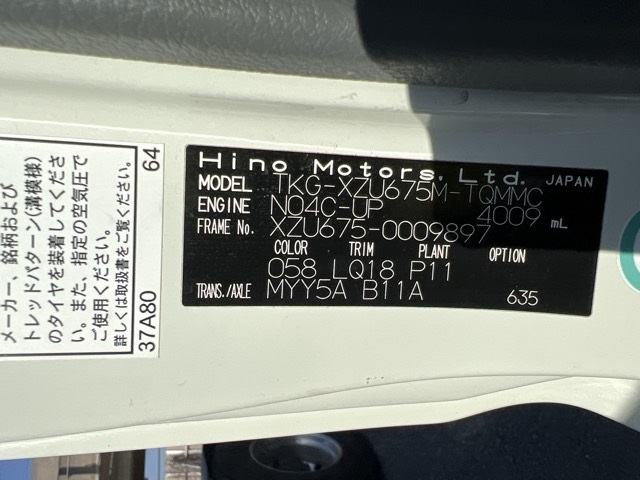 Hino Motors, Ltd. JAPAN
MODEL TKG-XZU675M-TQMMC
ENGINE N04C-UP 4009 mL
FRAME No. XZU675-0009897
COLOR TRIM PLANT OPTION
058 LQ18 P11
TRANS./AXLE MYY5A B11A 635
メーカー、銘柄および
トレッドパターン(溝模様)
のタイヤを装着してくださ
い。また、指定の空気圧で
ご使用ください。
詳しくは取扱書をご覧ください。
37A80 64